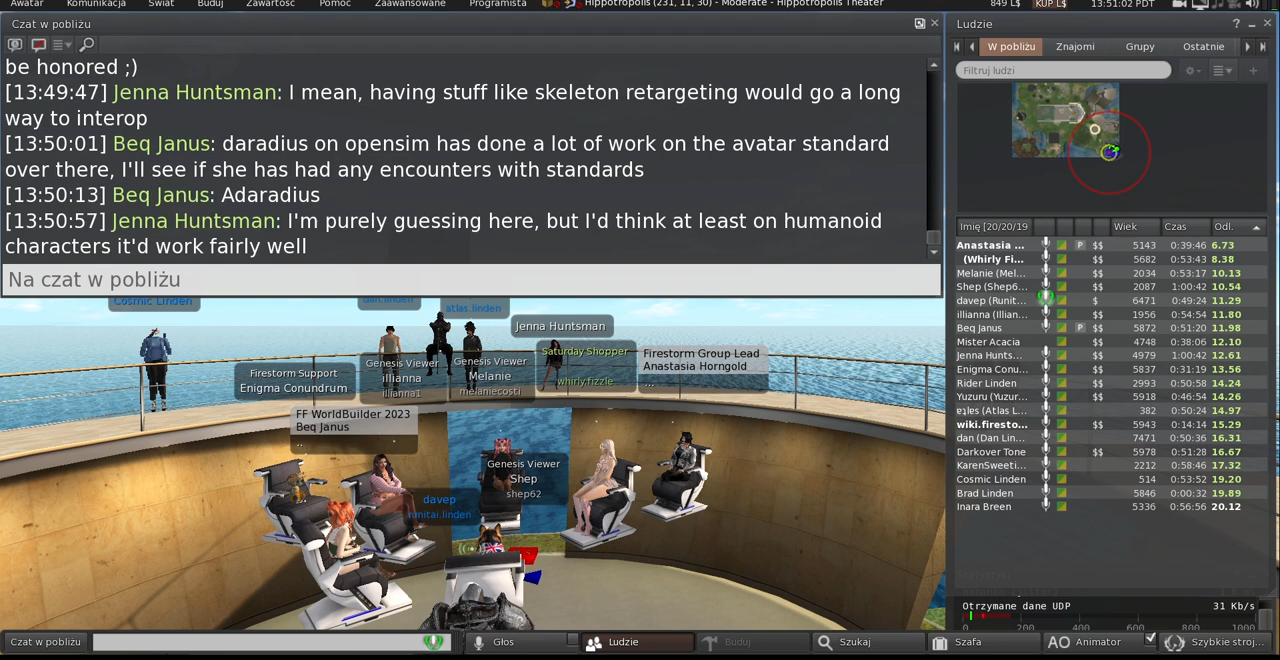 Awatar Komunikacja Świat Buduj Zawartość Pomoc Zaawansowane Programista Hippotropolis (231, 11, 30) - Moderate - Hippotropolis Theater 849 L$ KUP L$ 13:51:02 PDT
Czat w pobliżu
be honored ;)
[13:49:47] Jenna Huntsman: I mean, having stuff like skeleton retargeting would go a long
way to interop
[13:50:01] Beq Janus: daradius on opensim has done a lot of work on the avatar standard
over there, I'll see if she has had any encounters with standards
[13:50:13] Beq Janus: Adaradius
[13:50:57] Jenna Huntsman: I'm purely guessing here, but I'd think at least on humanoid
characters it'd work fairly well
Na czat w pobliżu
Cosmic Linden
dan.linden
atlas.linden
Jenna Huntsman
Firestorm Support
Enigma Conundrum
Genesis Viewer
illianna
illianna1
Genesis Viewer
Melanie
melaniecosti
Saturday Shopper
whirly.fizzle
Firestorm Group Lead
Anastasia Horngold
...
FF WorldBuilder 2023
Beq Janus
Genesis Viewer
Shep
shep62
davep
runitai.linden
Ludzie
W pobliżu Znajomi Grupy Ostatnie
Filtruj ludzi
Imię [20/20/19 Wiek Czas Odl.
Anastasia ... P $$ 5143 0:39:46 6.73
(Whirly Fi... $$ 5682 0:53:43 8.38
Melanie (Mel... $$ 2034 0:53:17 10.13
Shep (Shep6... $$ 2087 1:00:42 10.54
davep (Runit... $ 6471 0:49:24 11.29
illianna (Illian... $$ 1956 0:54:54 11.80
Beq Janus P $$ 5872 0:51:20 11.98
Mister Acacia $$ 4748 0:38:06 12.10
Jenna Hunts... $$ 4979 1:00:42 12.61
Enigma Conu... $$ 5837 0:31:19 13.56
Rider Linden $$ 2993 0:50:58 14.24
Yuzuru (Yuzur... $$ 5918 0:46:54 14.26
(Atlas L... 382 0:50:24 14.97
wiki.firesto... $$ 5943 0:14:14 15.29
dan (Dan Lin... 7471 0:50:36 16.31
Darkover Tone $$ 5978 0:51:28 16.67
KarenSweeti... 2212 0:58:46 17.32
Cosmic Linden 514 0:53:52 19.20
Brad Linden 5846 0:00:32 19.89
Inara Breen 5336 0:56:56 20.12
Otrzymane dane UDP 31 Kb/s
0 200 400 600 800 1000
Czat w pobliżu Głos Ludzie Buduj Szukaj Szafa AO Animator Szybkie stroj...